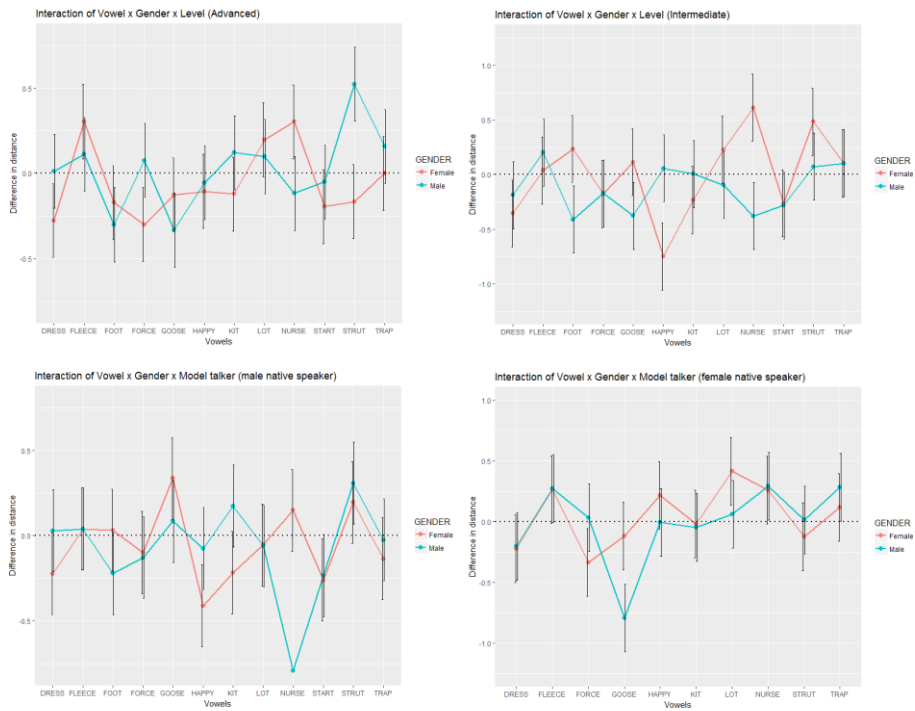 Interaction of Vowel x Gender x Level (Advanced)
Difference in distance
0.5
0.0
-0.5
DRESS FLEECE FOOT FORCE GOOSE HAPPY KIT LOT NURSE START STRUT TRAP
Vowels
GENDER
Female
Male
Interaction of Vowel x Gender x Level (Intermediate)
Difference in distance
1.0
0.5
0.0
-0.5
-1.0
DRESS FLEECE FOOT FORCE GOOSE HAPPY KIT LOT NURSE START STRUT TRAP
Vowels
GENDER
Female
Male
Interaction of Vowel x Gender x Model talker (male native speaker)
Difference in distance
0.5
0.0
-0.5
DRESS FLEECE FOOT FORCE GOOSE HAPPY KIT LOT NURSE START STRUT TRAP
Vowels
GENDER
Female
Male
Interaction of Vowel x Gender x Model talker (female native speaker)
Difference in distance
1.0
0.5
0.0
-0.5
-1.0
DRESS FLEECE FORCE GOOSE HAPPY KIT LOT NURSE STRUT TRAP
Vowels
GENDER
Female
Male